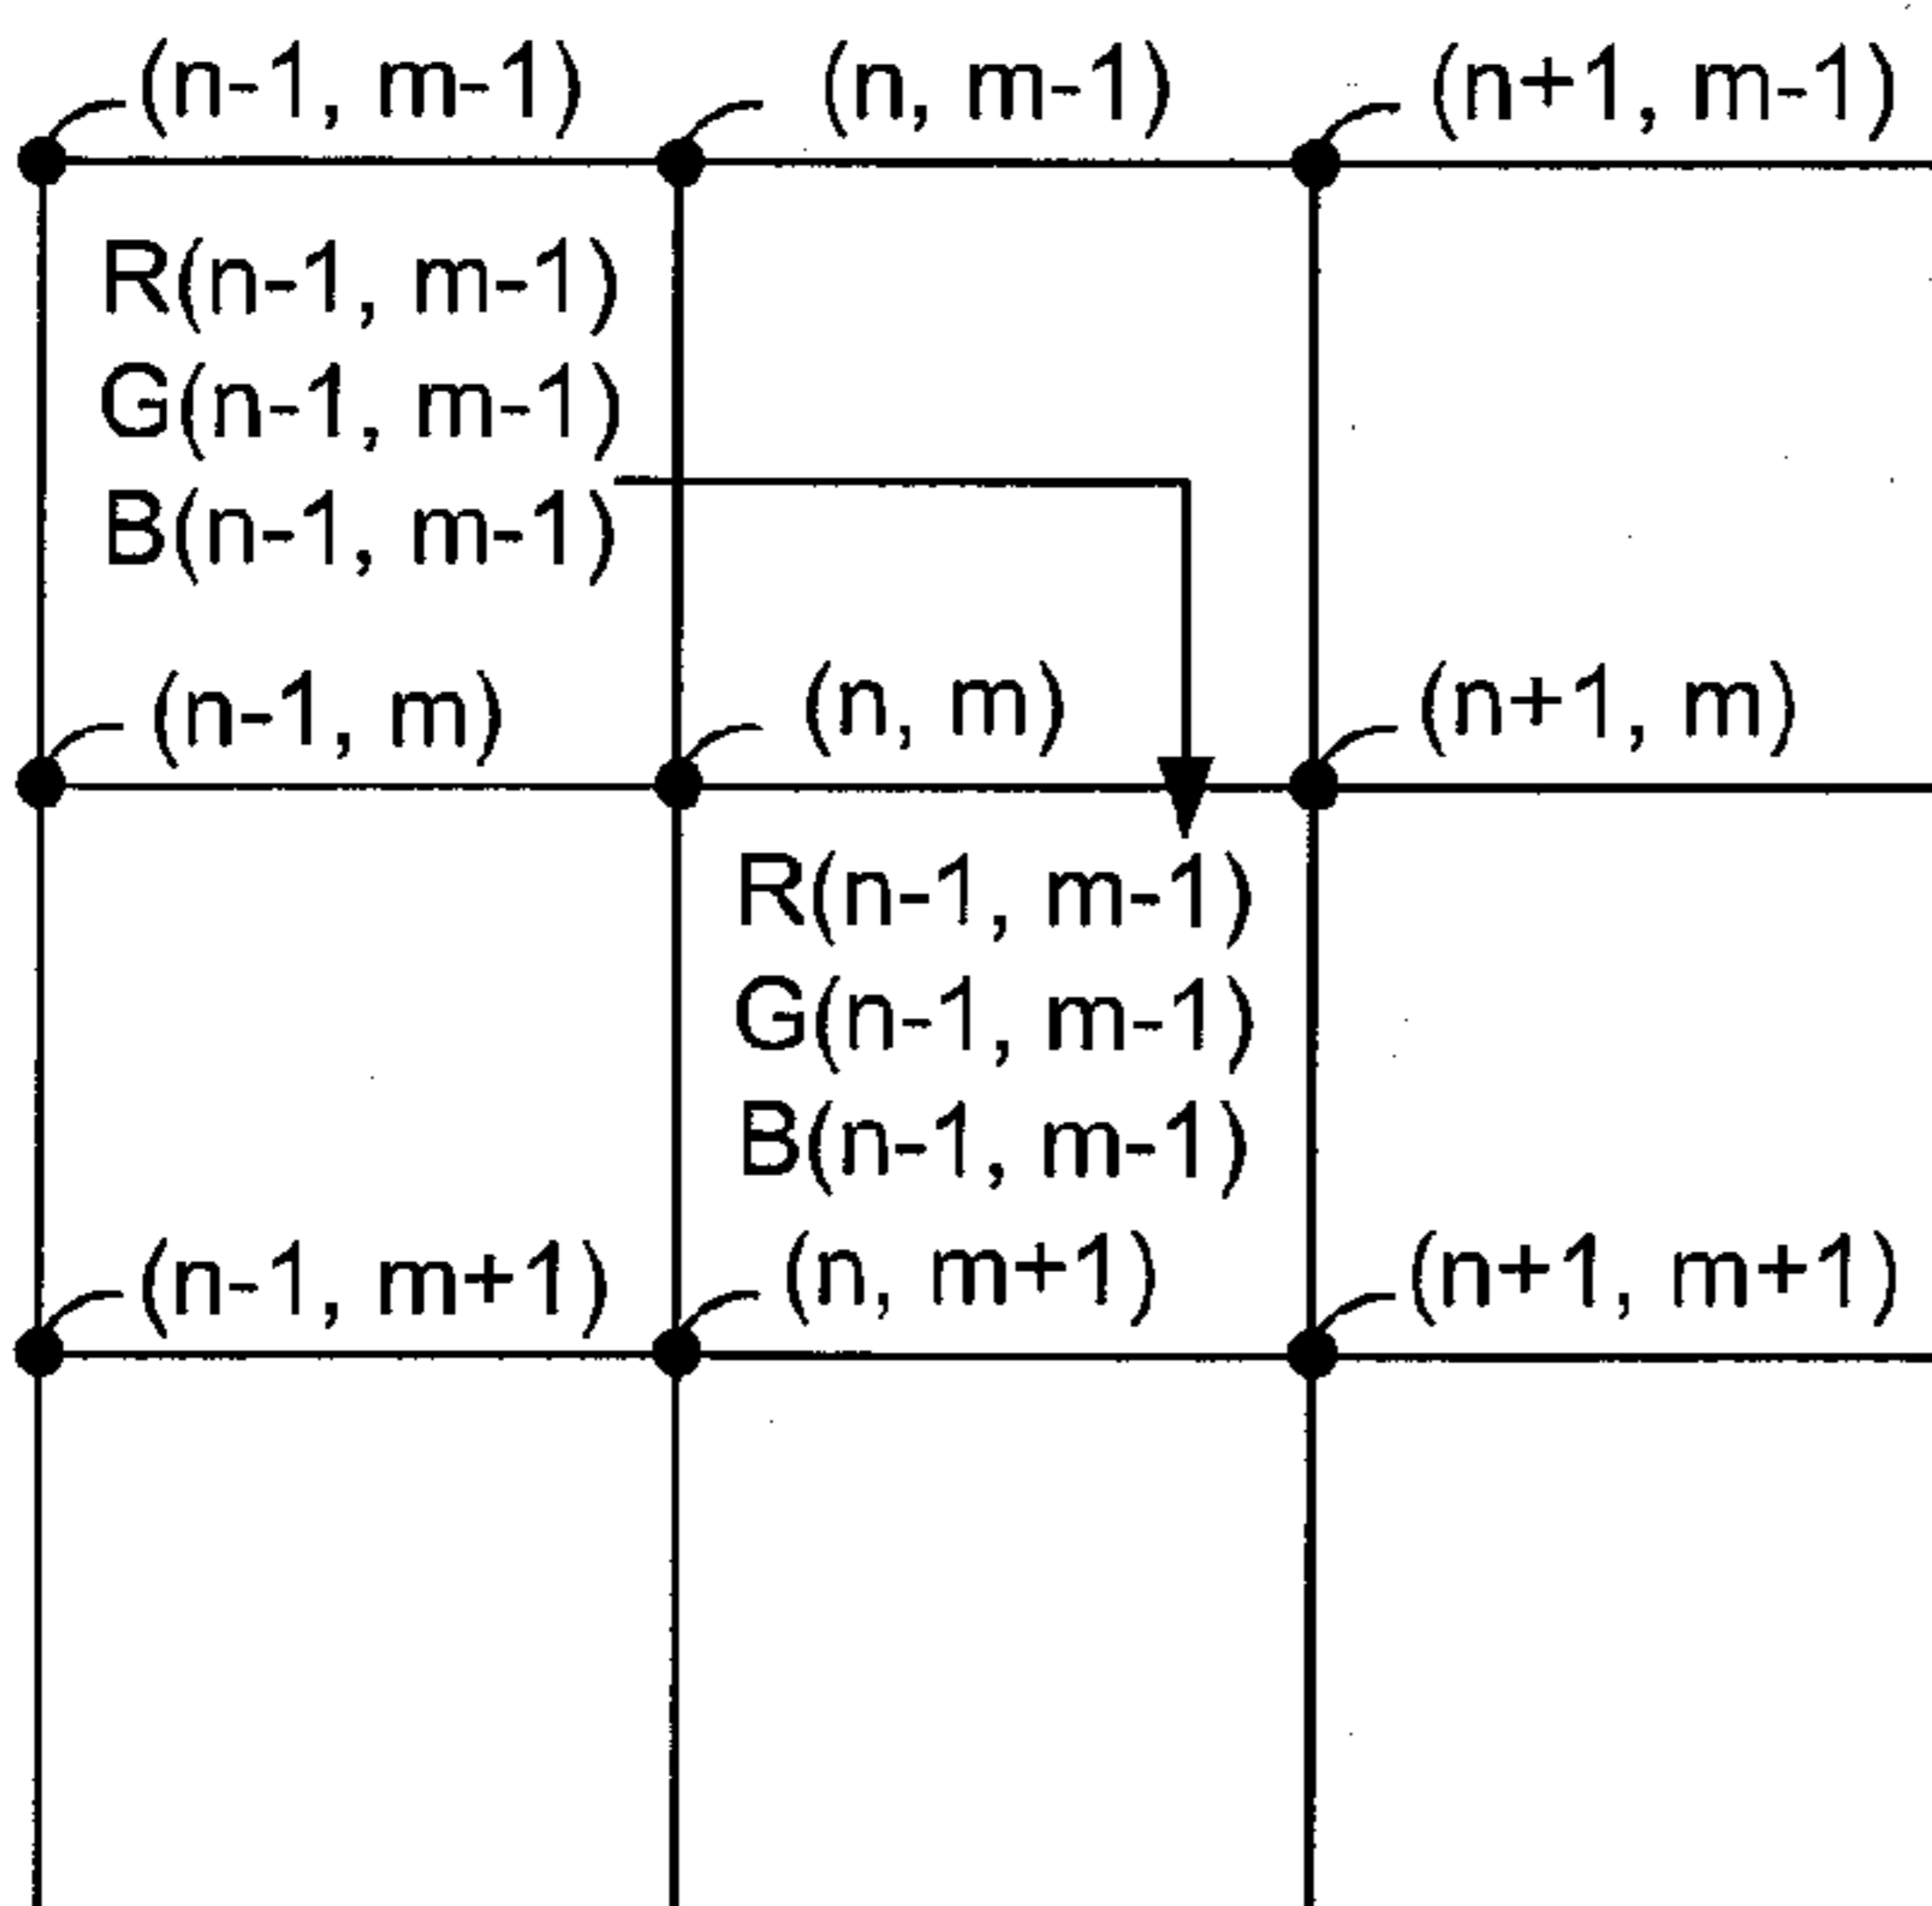 (n-1, m-1) (n, m-1) (n+1, m-1)
R(n-1, m-1)
G(n-1, m-1)
B(n-1, m-1)
(n-1, m) (n, m) (n+1, m)
R(n-1, m-1)
G(n-1, m-1)
B(n-1, m-1)
(n-1, m+1) (n, m+1) (n+1, m+1)